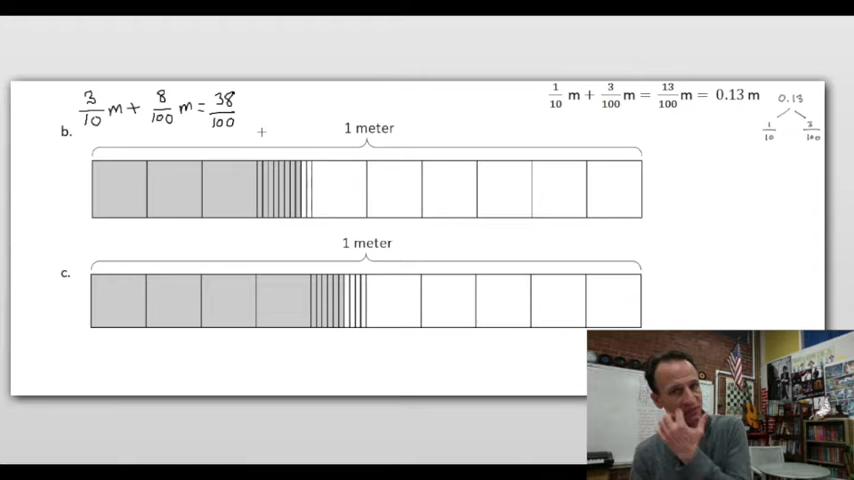 3/10 m + 8/100 m = 38/100
1/10 m + 3/100 m = 13/100 m = 0.13 m
0.13
1/10 3/100
b.
1 meter
c.
1 meter